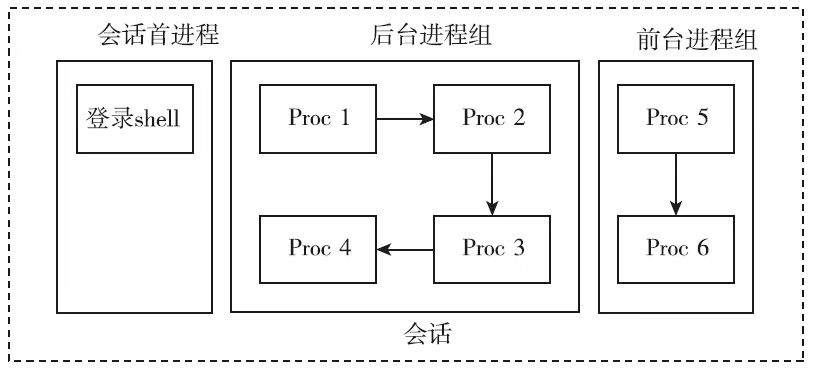 会话首进程
后台进程组
前台进程组
登录shell
Proc 1
Proc 2
Proc 5
Proc 4
Proc 3
Proc 6
会话